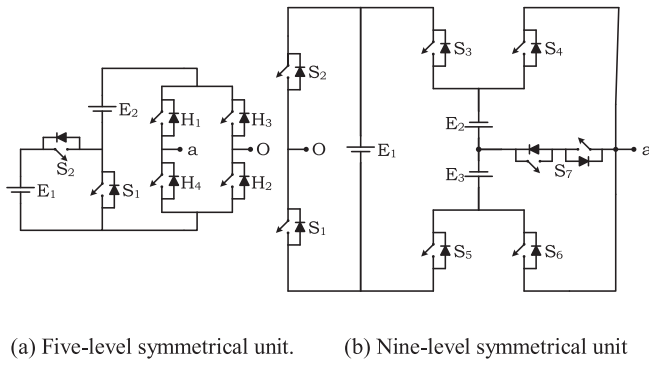 E₁
S₂
E₂
S₁
H₁
H₃
a
O
H₄
H₂
S₂
O
S₁
E₁
S₃
S₄
E₂
E₃
S₇
a
S₅
S₆
(a) Five-level symmetrical unit.
(b) Nine-level symmetrical unit